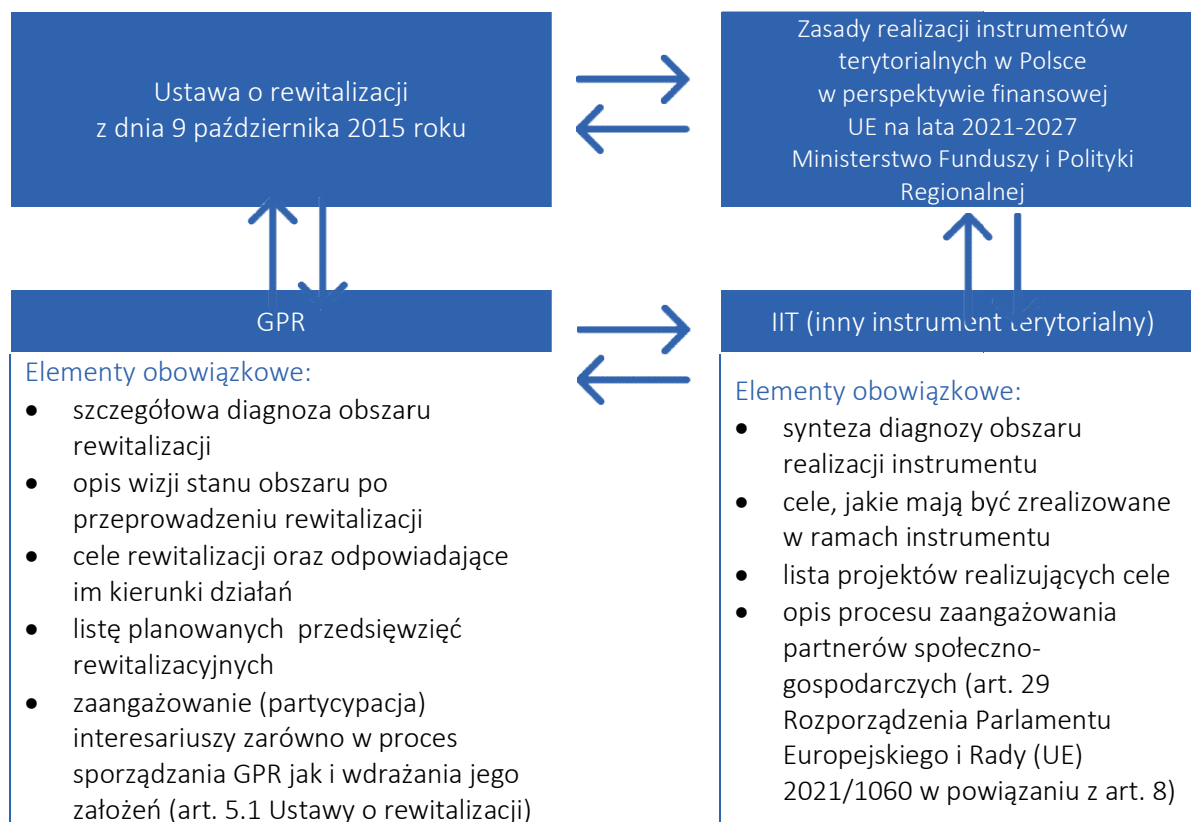 Ustawa o rewitalizacji
z dnia 9 października 2015 roku
Zasady realizacji instrumentów
terytorialnych w Polsce
w perspektywie finansowej
UE na lata 2021-2027
Ministerstwo Funduszy i Polityki
Regionalnej
GPR
Elementy obowiązkowe:
• szczegółowa diagnoza obszaru
rewitalizacji
• opis wizji stanu obszaru po
przeprowadzeniu rewitalizacji
• cele rewitalizacji oraz odpowiadające
im kierunki działań
• listę planowanych  przedsięwzięć
rewitalizacyjnych
• zaangażowanie (partycypacja)
interesariuszy zarówno w proces
sporządzania GPR jak i wdrażania jego
założeń (art. 5.1 Ustawy o rewitalizacji)
IIT (inny instrument terytorialny)
Elementy obowiązkowe:
• synteza diagnozy obszaru
realizacji instrumentu
• cele, jakie mają być zrealizowane
w ramach instrumentu
• lista projektów realizujących cele
• opis procesu zaangażowania
partnerów społeczno-
gospodarczych (art. 29
Rozporządzenia Parlamentu
Europejskiego i Rady (UE)
2021/1060 w powiązaniu z art. 8)